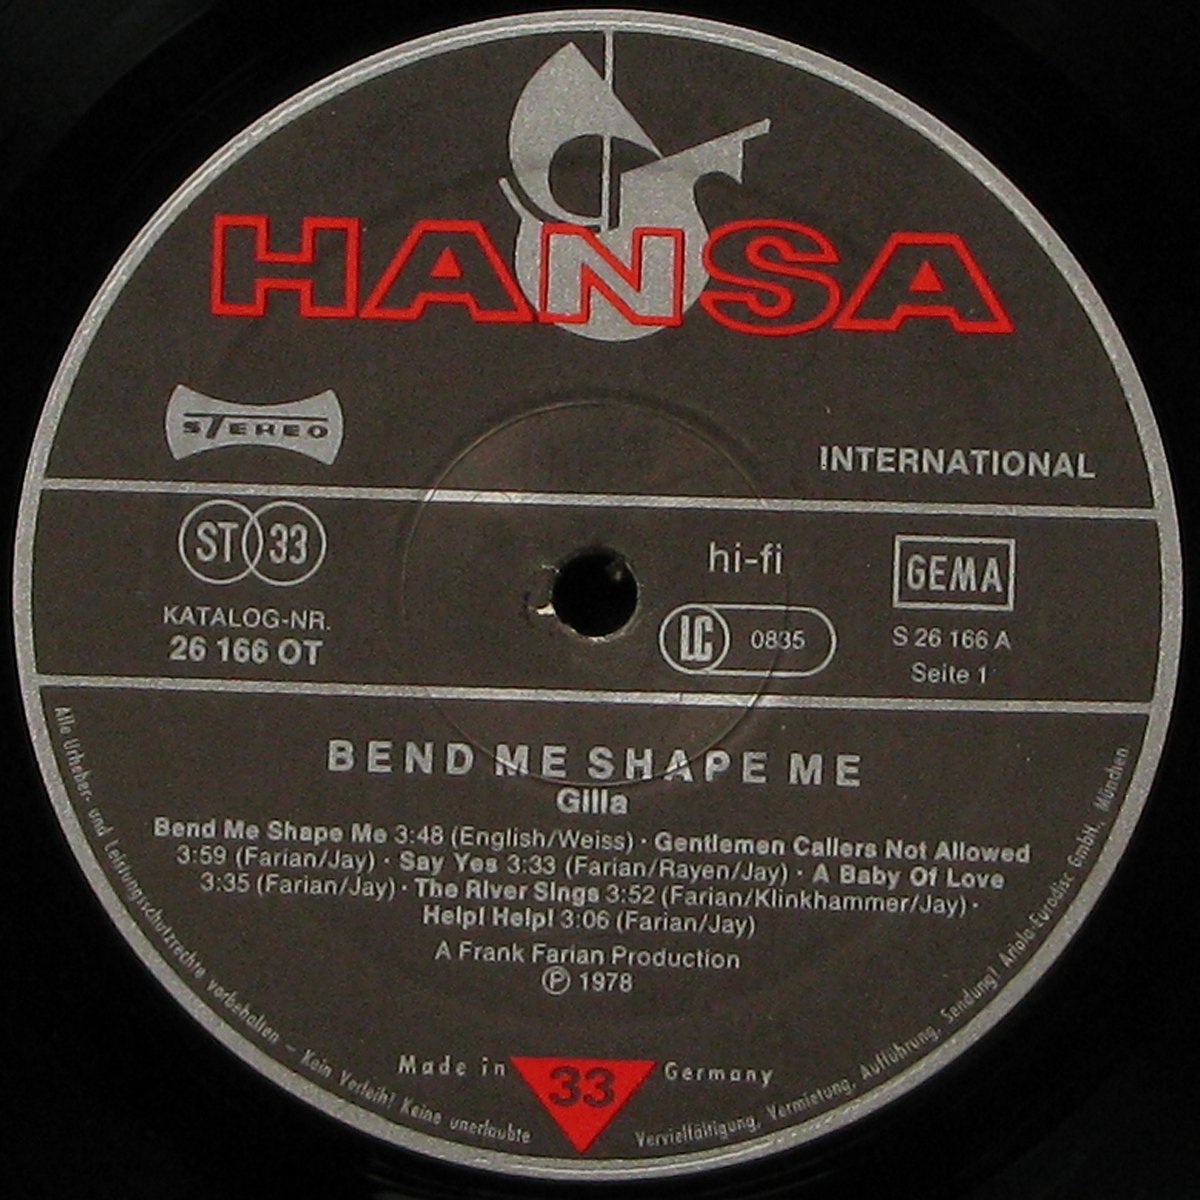 HANSA
STEREO
INTERNATIONAL
ST 33
KATALOG-NR.
26 166 OT
hi-fi
LC 0835
GEMA
S 26 166 A
Seite 1
BEND ME SHAPE ME
Gilla
Bend Me Shape Me 3:48 (English/Weiss) · Gentlemen Callers Not Allowed
3:59 (Farian/Jay) · Say Yes 3:33 (Farian/Rayen/Jay) · A Baby Of Love
3:35 (Farian/Jay) · The River Sings 3:52 (Farian/Klinkhammer/Jay) ·
Help! Help! 3:06 (Farian/Jay)
A Frank Farian Production
℗ 1978
Made in 33 Germany
Alle Urheber- und Leistungsschutzrechte vorbehalten – Kein Verleih! Keine unerlaubte Vervielfältigung, Vermietung, Aufführung, Sendung! Ariola-Eurodisc GmbH., München